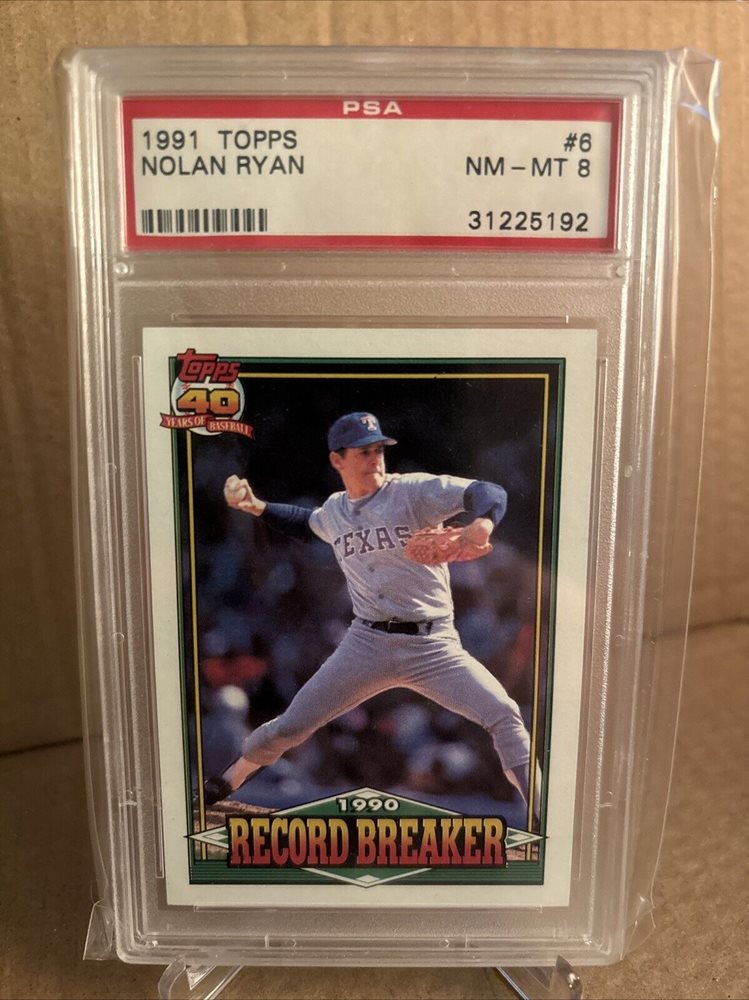 PSA
1991 TOPPS #6
NOLAN RYAN NM-MT 8
31225192
Topps
40
YEARS OF BASEBALL
T
TEXAS
1990
RECORD BREAKER